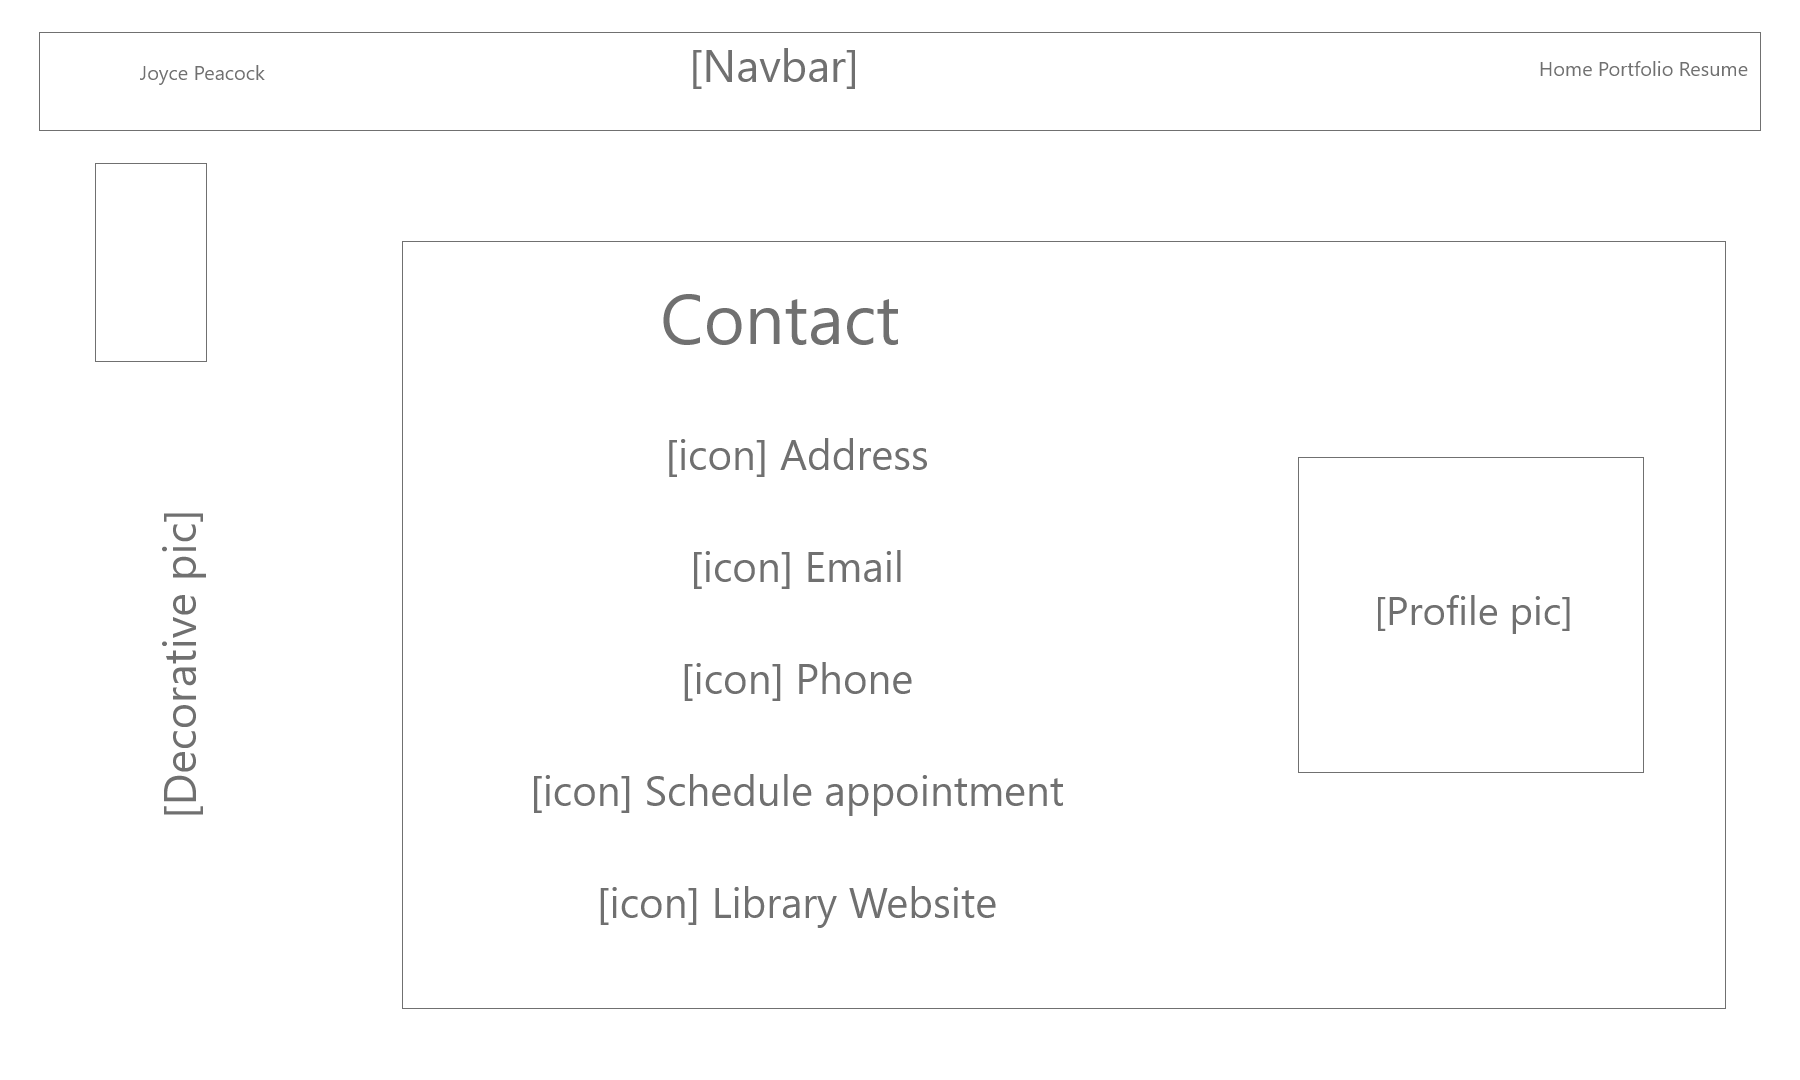 Joyce Peacock
[Navbar]
Home Portfolio Resume
[Decorative pic]
Contact
[icon] Address
[icon] Email
[icon] Phone
[icon] Schedule appointment
[icon] Library Website
[Profile pic]